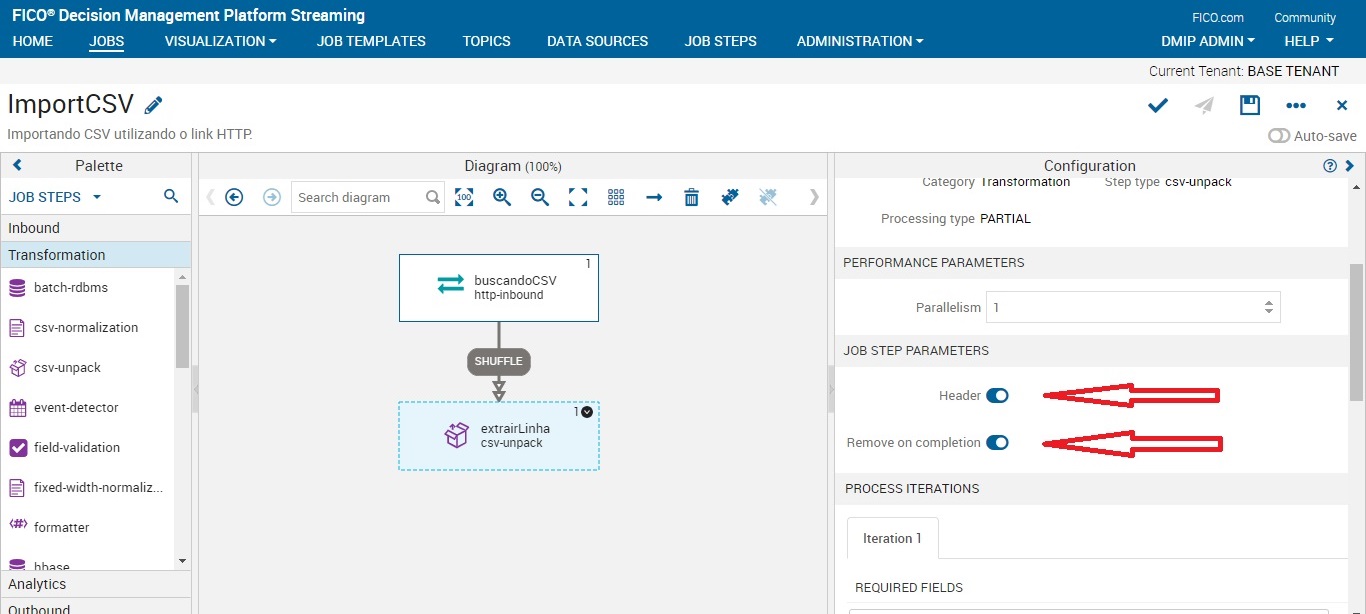 FICO® Decision Management Platform Streaming
FICO.com Community
HOME JOBS VISUALIZATION JOB TEMPLATES TOPICS DATA SOURCES JOB STEPS ADMINISTRATION DMIP ADMIN HELP
Current Tenant: BASE TENANT
ImportCSV
Importando CSV utilizando o link HTTP.
Auto-save
Palette
JOB STEPS
Inbound
Transformation
batch-rdbms
csv-normalization
csv-unpack
event-detector
field-validation
fixed-width-normaliz...
formatter
hbase
Analytics
Outbound
Diagram (100%)
Search diagram
100
1
buscandoCSV
http-inbound
SHUFFLE
1
extrairLinha
csv-unpack
Configuration
Category Transformation Step type csv-unpack
Processing type PARTIAL
PERFORMANCE PARAMETERS
Parallelism 1
JOB STEP PARAMETERS
Header
Remove on completion
PROCESS ITERATIONS
Iteration 1
REQUIRED FIELDS